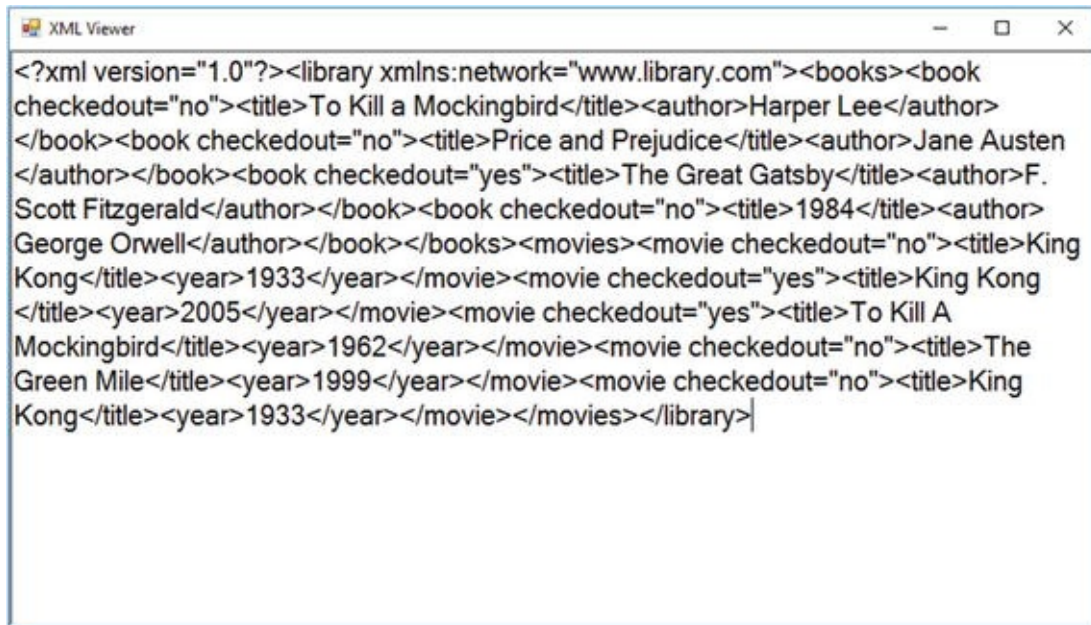 XML Viewer
<?xml version="1.0"?><library xmlns:network="www.library.com"><books><book
checkedout="no"><title>To Kill a Mockingbird</title><author>Harper Lee</author>
</book><book checkedout="no"><title>Price and Prejudice</title><author>Jane Austen
</author></book><book checkedout="yes"><title>The Great Gatsby</title><author>F.
Scott Fitzgerald</author></book><book checkedout="no"><title>1984</title><author>
George Orwell</author></book></books><movies><movie checkedout="no"><title>King
Kong</title><year>1933</year></movie><movie checkedout="yes"><title>King Kong
</title><year>2005</year></movie><movie checkedout="yes"><title>To Kill A
Mockingbird</title><year>1962</year></movie><movie checkedout="no"><title>The
Green Mile</title><year>1999</year></movie><movie checkedout="no"><title>King
Kong</title><year>1933</year></movie></movies></library>